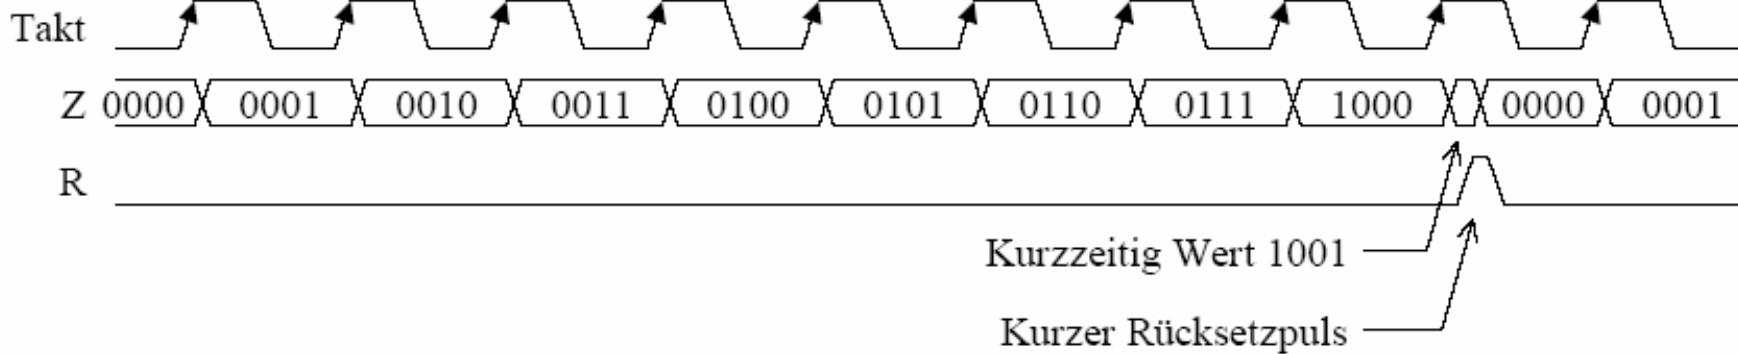 Takt
Z 0000 0001 0010 0011 0100 0101 0110 0111 1000 0000 0001
R
Kurzzeitig Wert 1001
Kurzer Rücksetzpuls